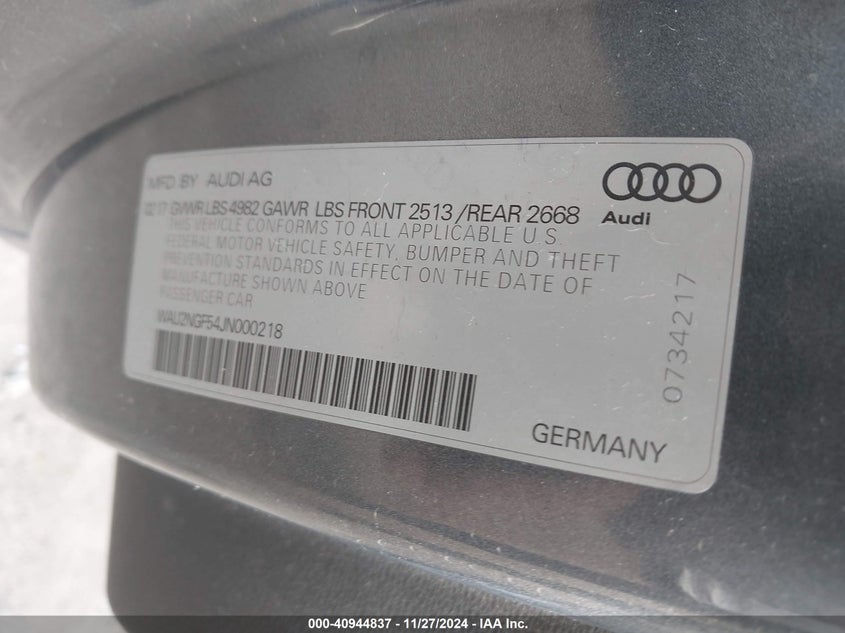 MFD. BY AUDI AG
02 17 GVWR LBS 4982 GAWR LBS FRONT 2513 /REAR 2668
THIS VEHICLE CONFORMS TO ALL APPLICABLE U.S.
FEDERAL MOTOR VEHICLE SAFETY, BUMPER AND THEFT
PREVENTION STANDARDS IN EFFECT ON THE DATE OF
MANUFACTURE SHOWN ABOVE
PASSENGER CAR
WAU2NGF54JN000218
Audi
0734217
GERMANY
000-40944837 - 11/27/2024 - IAA Inc.